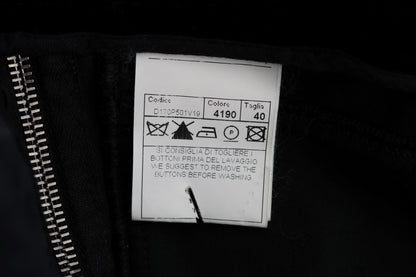 Codice Colore Taglia
D170P501V19 4190 40
P
SI CONSIGLIA DI TOGLIERE I
BOTTONI PRIMA DEL LAVAGGIO
WE SUGGEST TO REMOVE THE
BUTTONS BEFORE WASHING